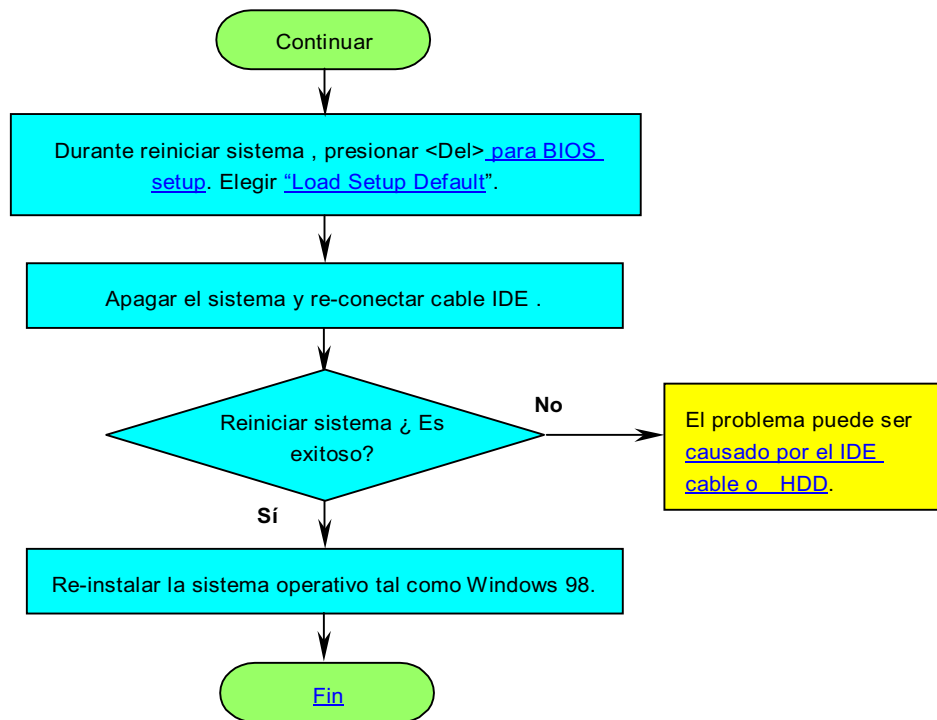 Continuar
Durante reiniciar sistema , presionar <Del> para BIOS
setup. Elegir “Load Setup Default”.
Apagar el sistema y re-conectar cable IDE .
Reiniciar sistema ¿ Es
exitoso?
No
El problema puede ser
causado por el IDE
cable o HDD.
Sí
Re-instalar la sistema operativo tal como Windows 98.
Fin